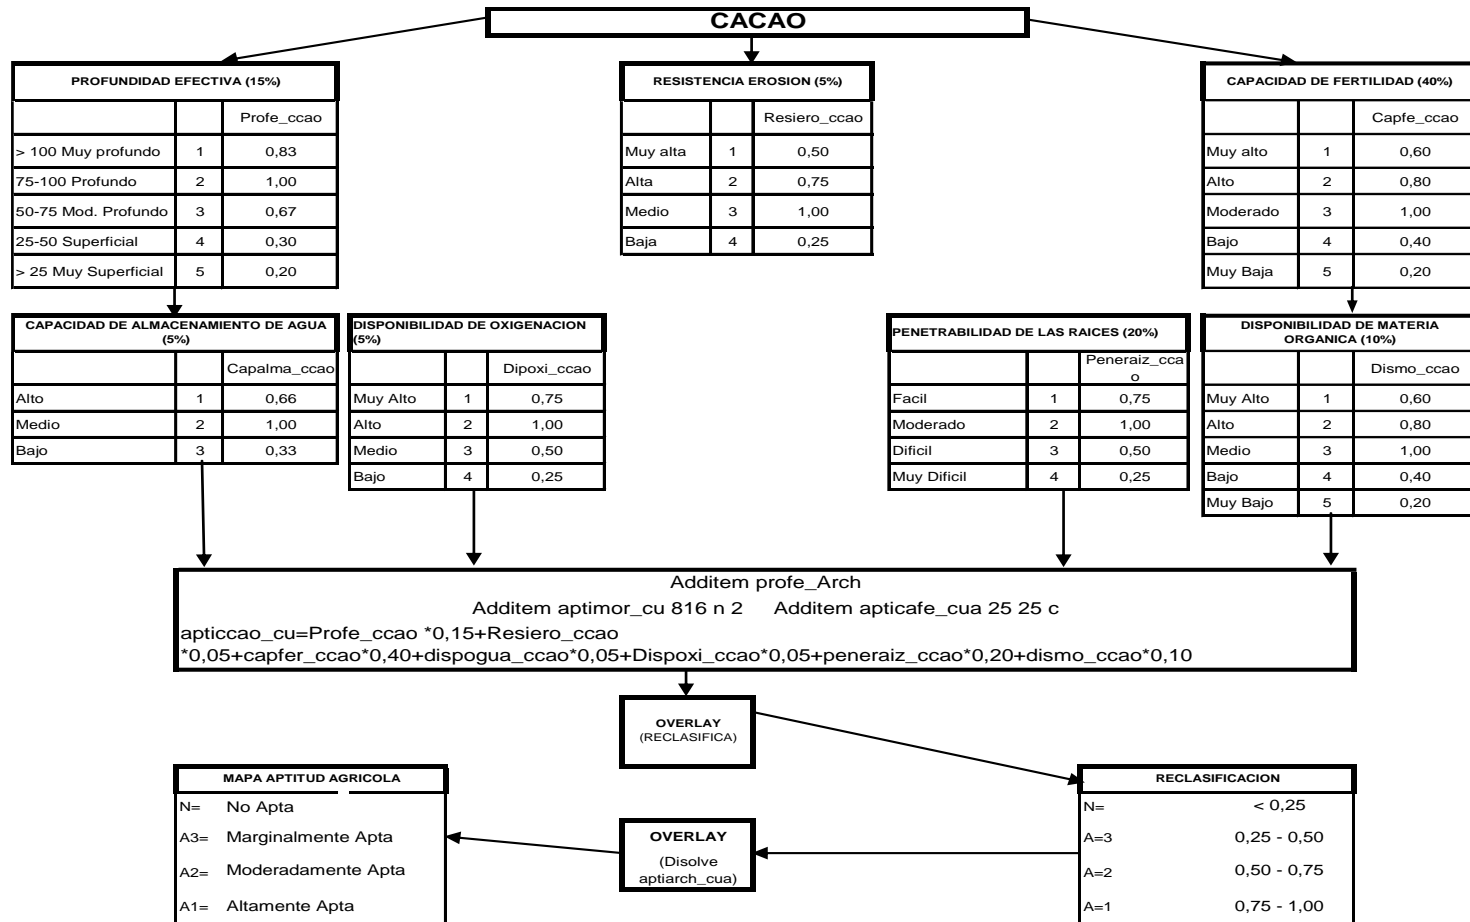 CACAO
PROFUNDIDAD EFECTIVA (15%)
Profe_ccao
> 100 Muy profundo 1 0,83
75-100 Profundo 2 1,00
50-75 Mod. Profundo 3 0,67
25-50 Superficial 4 0,30
> 25 Muy Superficial 5 0,20
RESISTENCIA EROSION (5%)
Resiero_ccao
Muy alta 1 0,50
Alta 2 0,75
Medio 3 1,00
Baja 4 0,25
CAPACIDAD DE FERTILIDAD (40%)
Capfe_ccao
Muy alto 1 0,60
Alto 2 0,80
Moderado 3 1,00
Bajo 4 0,40
Muy Baja 5 0,20
CAPACIDAD DE ALMACENAMIENTO DE AGUA
(5%)
Capalma_ccao
Alto 1 0,66
Medio 2 1,00
Bajo 3 0,33
DISPONIBILIDAD DE OXIGENACION
(5%)
Dipoxi_ccao
Muy Alto 1 0,75
Alto 2 1,00
Medio 3 0,50
Bajo 4 0,25
PENETRABILIDAD DE LAS RAICES (20%)
Peneraiz_cca
o
Facil 1 0,75
Moderado 2 1,00
Dificil 3 0,50
Muy Dificil 4 0,25
DISPONIBILIDAD DE MATERIA
ORGANICA (10%)
Dismo_ccao
Muy Alto 1 0,60
Alto 2 0,80
Medio 3 1,00
Bajo 4 0,40
Muy Bajo 5 0,20
Additem profe_Arch
Additem aptimor_cu 816 n 2 Additem apticafe_cua 25 25 c
apticcao_cu=Profe_ccao *0,15+Resiero_ccao
*0,05+capfer_ccao*0,40+dispogua_ccao*0,05+Dispoxi_ccao*0,05+peneraiz_ccao*0,20+dismo_ccao*0,10
OVERLAY
(RECLASIFICA)
MAPA APTITUD AGRICOLA
N= No Apta
A3= Marginalmente Apta
A2= Moderadamente Apta
A1= Altamente Apta
OVERLAY
(Disolve
aptiarch_cua)
RECLASIFICACION
N= < 0,25
A=3 0,25 - 0,50
A=2 0,50 - 0,75
A=1 0,75 - 1,00